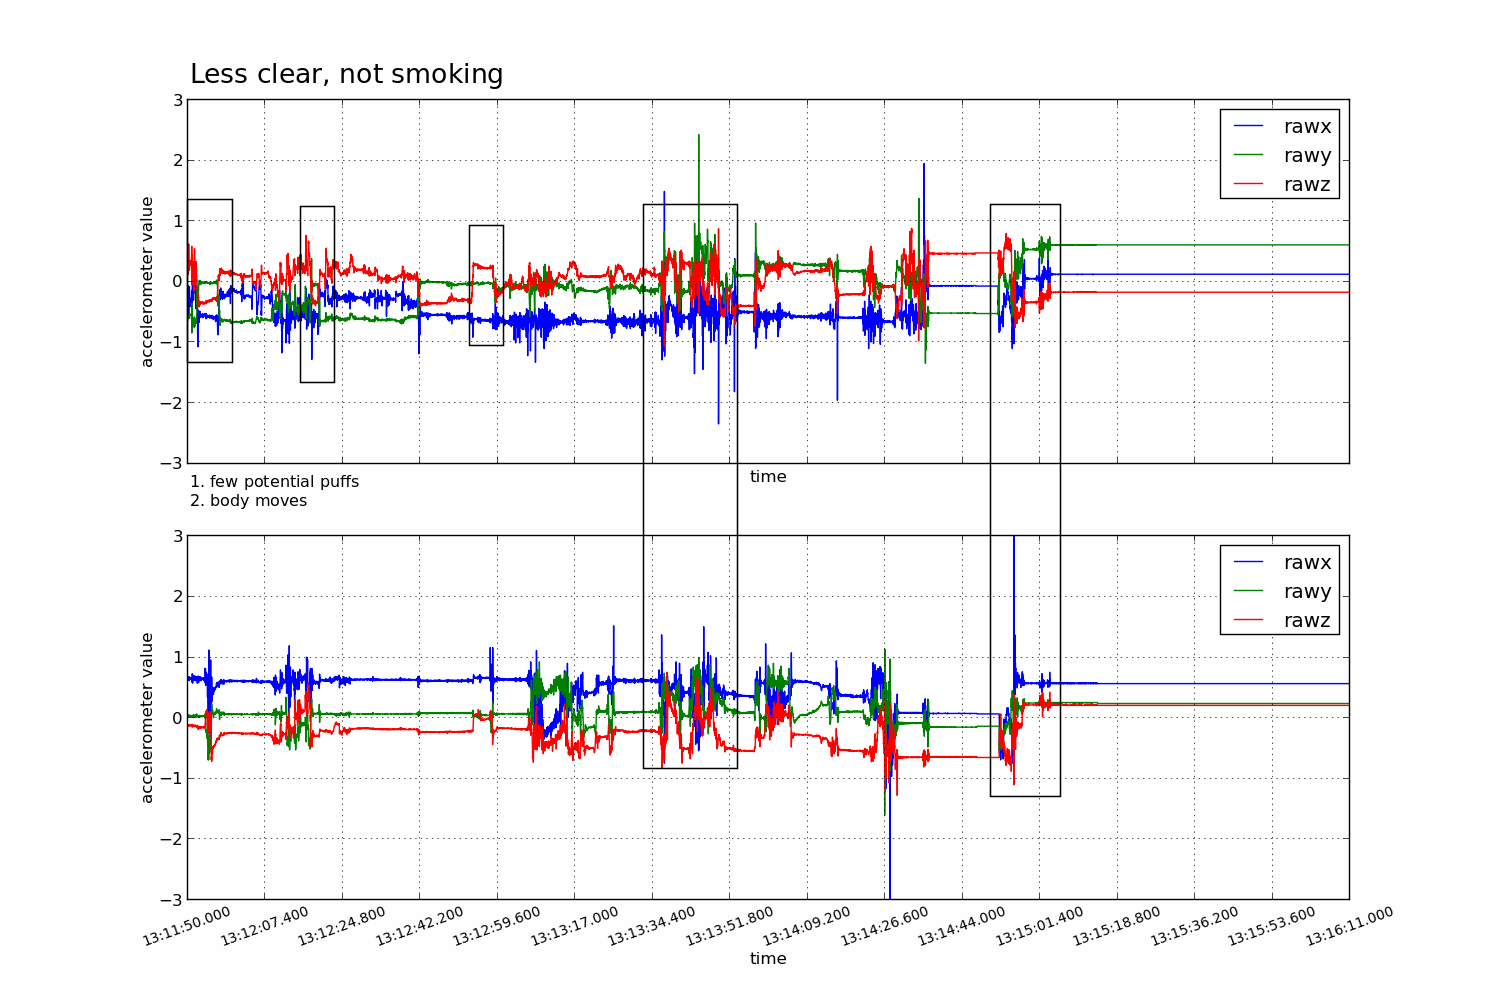 Less clear, not smoking
3
2
1
0
−1
−2
−3
accelerometer value
rawx
rawy
rawz
time
1. few potential puffs
2. body moves
3
2
1
0
−1
−2
−3
accelerometer value
rawx
rawy
rawz
13:11:50.000
13:12:07.400
13:12:24.800
13:12:42.200
13:12:59.600
13:13:17.000
13:13:34.400
13:13:51.800
13:14:09.200
13:14:26.600
13:14:44.000
13:15:01.400
13:15:18.800
13:15:36.200
13:15:53.600
13:16:11.000
time